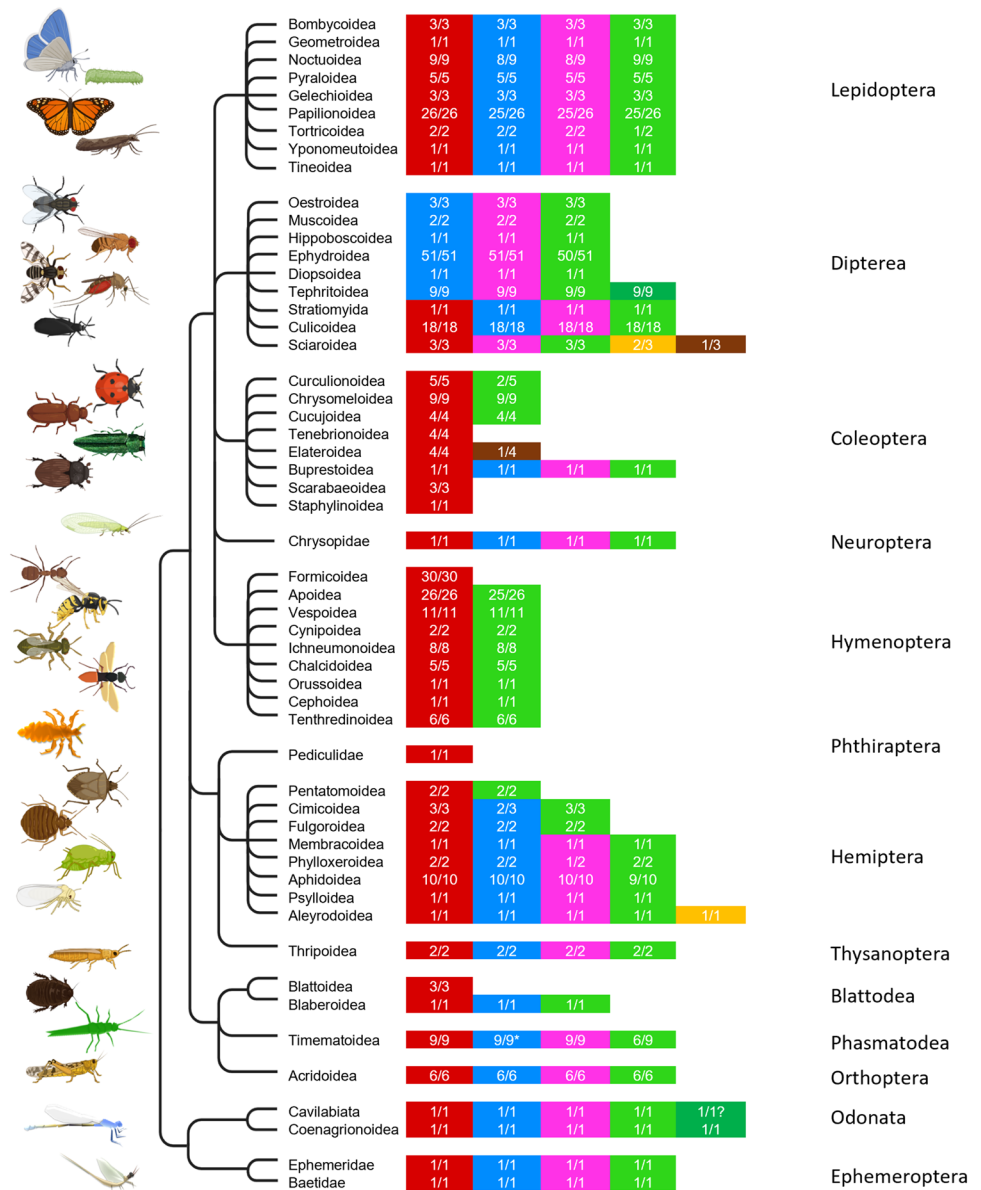 Bombycoidea 3/3 3/3 3/3 3/3
Geometroidea 1/1 1/1 1/1 1/1
Noctuoidea 9/9 8/9 8/9 9/9
Pyraloidea 5/5 5/5 5/5 5/5
Lepidoptera
Gelechioidea 3/3 3/3 3/3 3/3
Papilionoidea 26/26 25/26 25/26 25/26
Tortricoidea 2/2 2/2 2/2 1/2
Yponomeutoidea 1/1 1/1 1/1 1/1
Tineoidea 1/1 1/1 1/1 1/1
Oestroidea 3/3 3/3 3/3
Muscoidea 2/2 2/2 2/2
Hippoboscoidea 1/1 1/1 1/1
Ephydroidea 51/51 51/51 50/51
Dipterea
Diopsoidea 1/1 1/1 1/1
Tephritoidea 9/9 9/9 9/9 9/9
Stratiomyida 1/1 1/1 1/1 1/1
Culicoidea 18/18 18/18 18/18 18/18
Sciaroidea 3/3 3/3 3/3 2/3 1/3
Curculionoidea 5/5 2/5
Chrysomeloidea 9/9 9/9
Cucujoidea 4/4 4/4
Tenebrionoidea 4/4
Coleoptera
Elateroidea 4/4 1/4
Buprestoidea 1/1 1/1 1/1 1/1
Scarabaeoidea 3/3
Staphylinoidea 1/1
Chrysopidae 1/1 1/1 1/1 1/1
Neuroptera
Formicoidea 30/30
Apoidea 26/26 25/26
Vespoidea 11/11 11/11
Cynipoidea 2/2 2/2
Hymenoptera
Ichneumonoidea 8/8 8/8
Chalcidoidea 5/5 5/5
Orussoidea 1/1 1/1
Cephoidea 1/1 1/1
Tenthredinoidea 6/6 6/6
Phthiraptera
Pediculidae 1/1
Pentatomoidea 2/2 2/2
Cimicoidea 3/3 2/3 3/3
Fulgoroidea 2/2 2/2 2/2
Membracoidea 1/1 1/1 1/1 1/1
Hemiptera
Phylloxeroidea 2/2 2/2 1/2 2/2
Aphidoidea 10/10 10/10 10/10 9/10
Psylloidea 1/1 1/1 1/1 1/1
Aleyrodoidea 1/1 1/1 1/1 1/1 1/1
Thripoidea 2/2 2/2 2/2 2/2
Thysanoptera
Blattoidea 3/3
Blattodea
Blaberoidea 1/1 1/1 1/1
Timematoidea 9/9 9/9* 9/9 6/9
Phasmatodea
Acridoidea 6/6 6/6 6/6 6/6
Orthoptera
Cavilabiata 1/1 1/1 1/1 1/1 1/1?
Odonata
Coenagrionoidea 1/1 1/1 1/1 1/1 1/1
Ephemeridae 1/1 1/1 1/1 1/1
Ephemeroptera
Baetidae 1/1 1/1 1/1 1/1